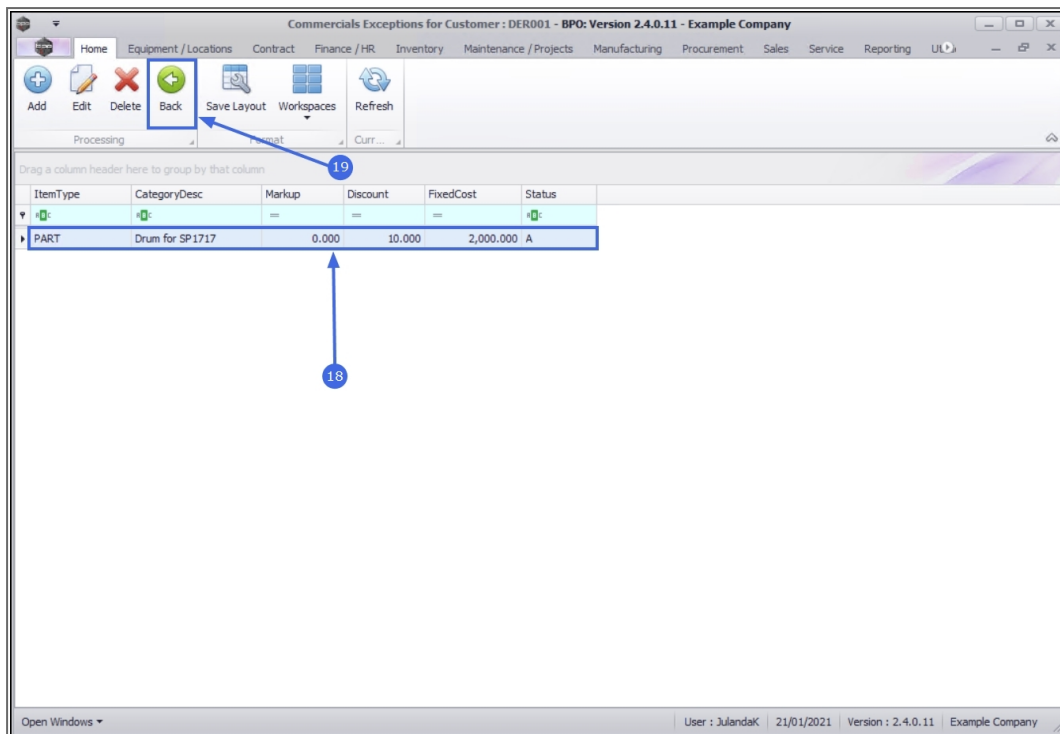 Commercials Exceptions for Customer : DER001 - BPO: Version 2.4.0.11 - Example Company
Home Equipment / Locations Contract Finance / HR Inventory Maintenance / Projects Manufacturing Procurement Sales Service Reporting
Add Edit Delete Back Save Layout Workspaces Refresh
Processing Format Curr...
19
Drag a column header here to group by that column
ItemType CategoryDesc Markup Discount FixedCost Status
= = =
PART Drum for SP1717 0.000 10.000 2,000.000 A
18
Open Windows User : JulandaK 21/01/2021 Version : 2.4.0.11 Example Company